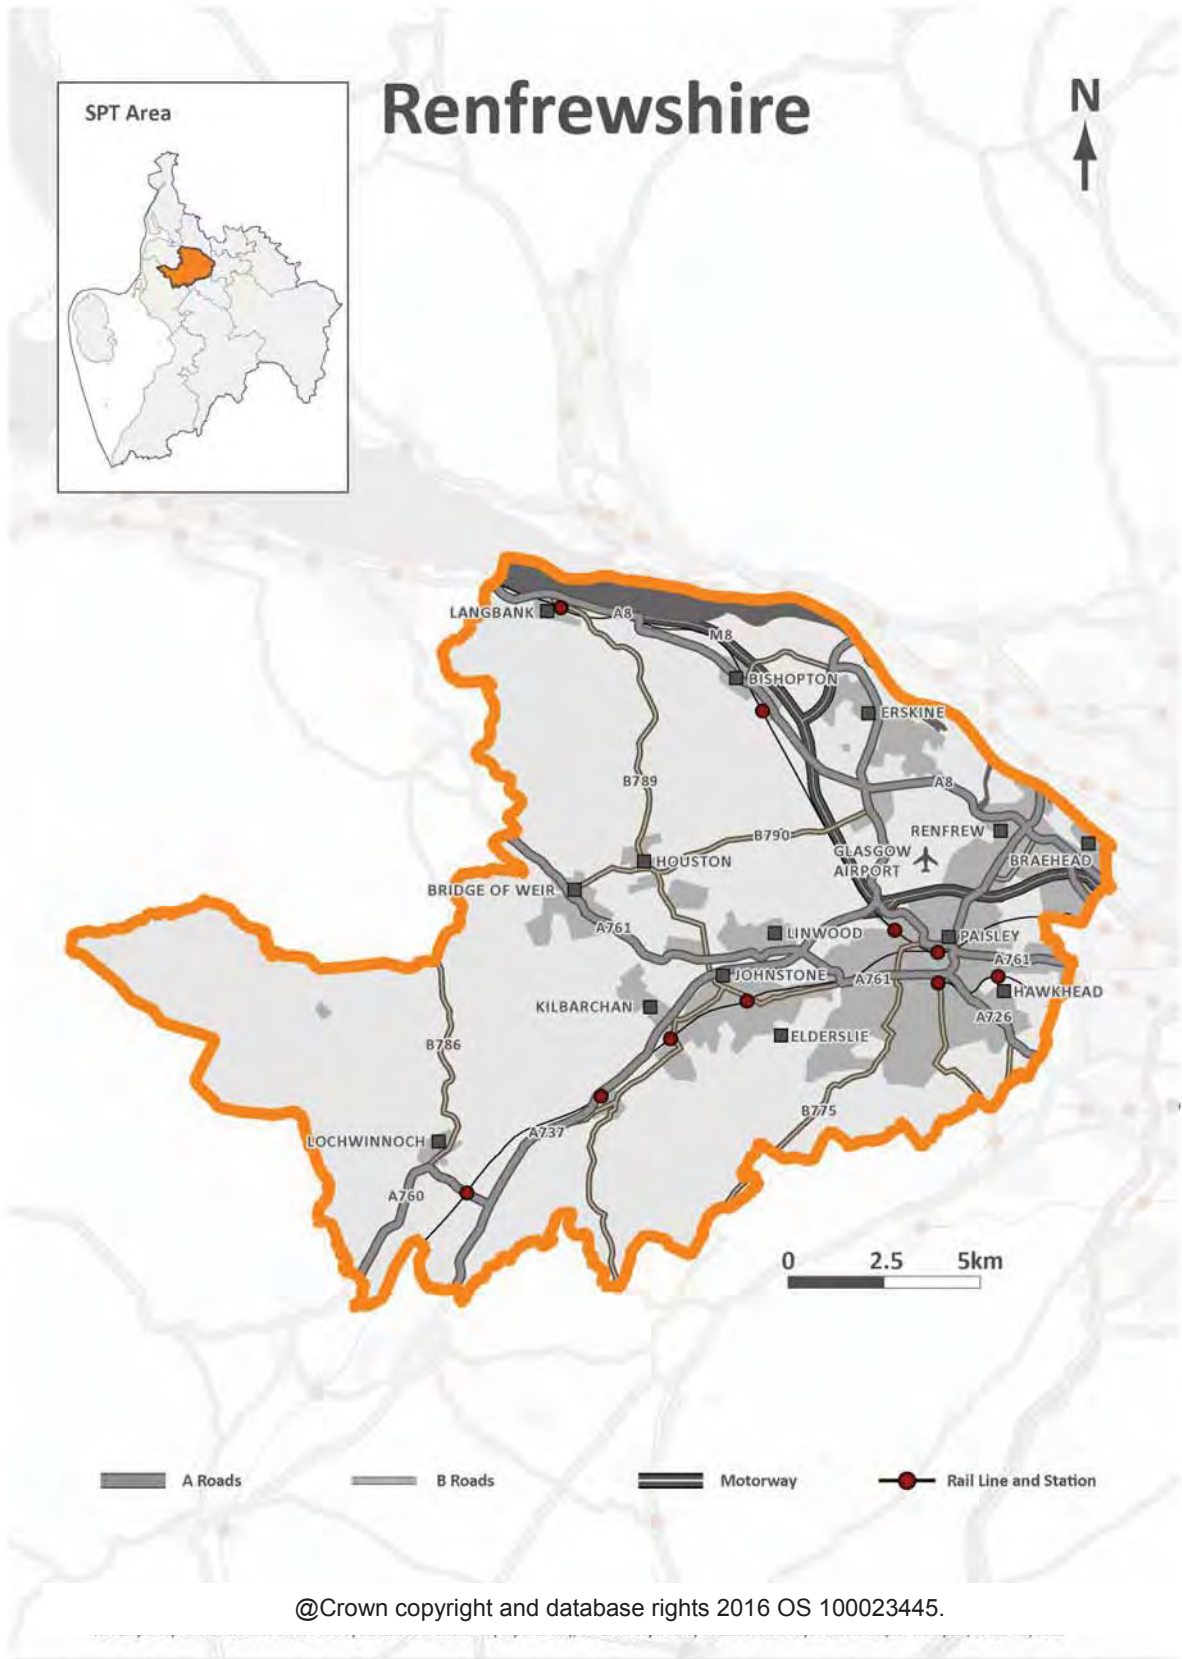 SPT Area
Renfrewshire
N
LANGBANK
A8
M8
BISHOPTON
ERSKINE
B789
A8
B790
RENFREW
GLASGOW
AIRPORT
BRAEHEAD
HOUSTON
BRIDGE OF WEIR
A761
LINWOOD
PAISLEY
A761
JOHNSTONE
A761
HAWKHEAD
KILBARCHAN
A726
ELDERSLIE
B786
B775
LOCHWINNOCH
A737
A760
0 2.5 5km
A Roads
B Roads
Motorway
Rail Line and Station
@Crown copyright and database rights 2016 OS 100023445.